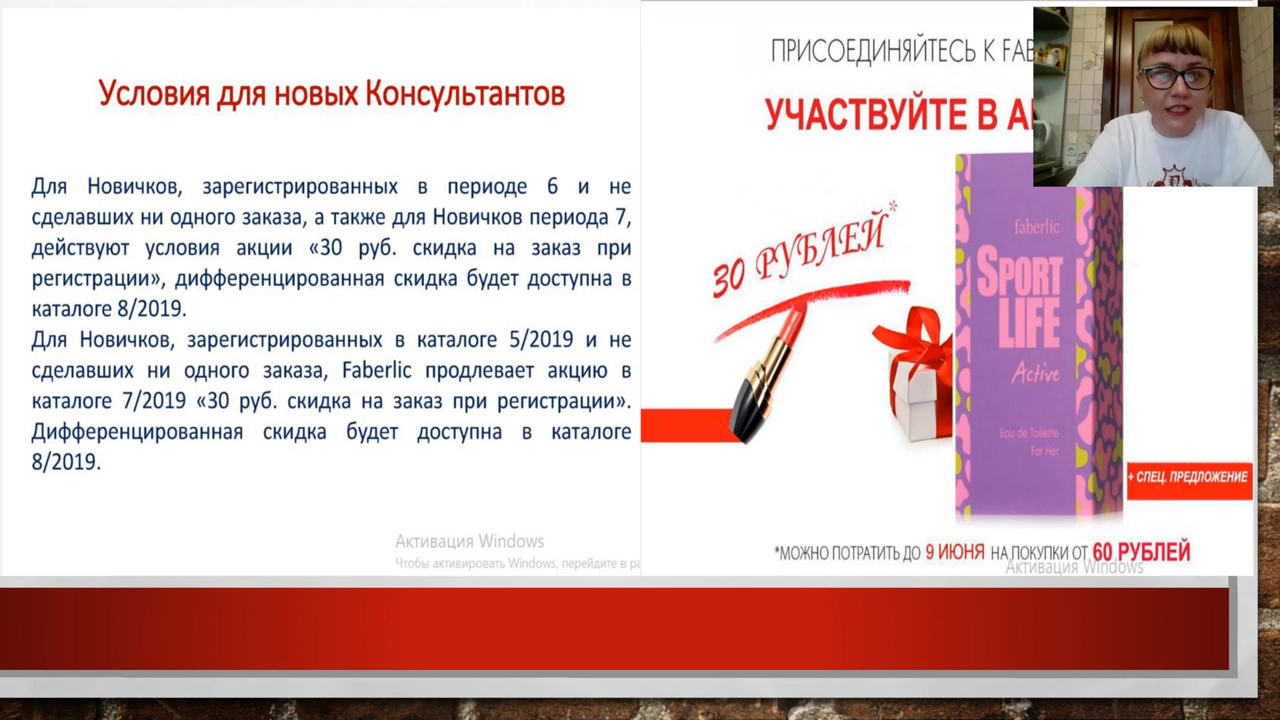 Условия для новых Консультантов
Для Новичков, зарегистрированных в периоде 6 и не
сделавших ни одного заказа, а также для Новичков периода 7,
действуют условия акции «30 руб. скидка на заказ при
регистрации», дифференцированная скидка будет доступна в
каталоге 8/2019.
Для Новичков, зарегистрированных в каталоге 5/2019 и не
сделавших ни одного заказа, Faberlic продлевает акцию в
каталоге 7/2019 «30 руб. скидка на заказ при регистрации».
Дифференцированная скидка будет доступна в каталоге
8/2019.
Активация Windows
Чтобы активировать Windows, перейдите в
ПРИСОЕДИНЯЙТЕСЬ К
УЧАСТВУЙТЕ В
30 РУБЛЕЙ*
faberlic
SPORT
LIFE
Active
Eau de Toilette
For Her
+ СПЕЦ. ПРЕДЛОЖЕНИЕ
*МОЖНО ПОТРАТИТЬ ДО 9 ИЮНЯ НА ПОКУПКИ ОТ 60 РУБЛЕЙ
Активация Windows